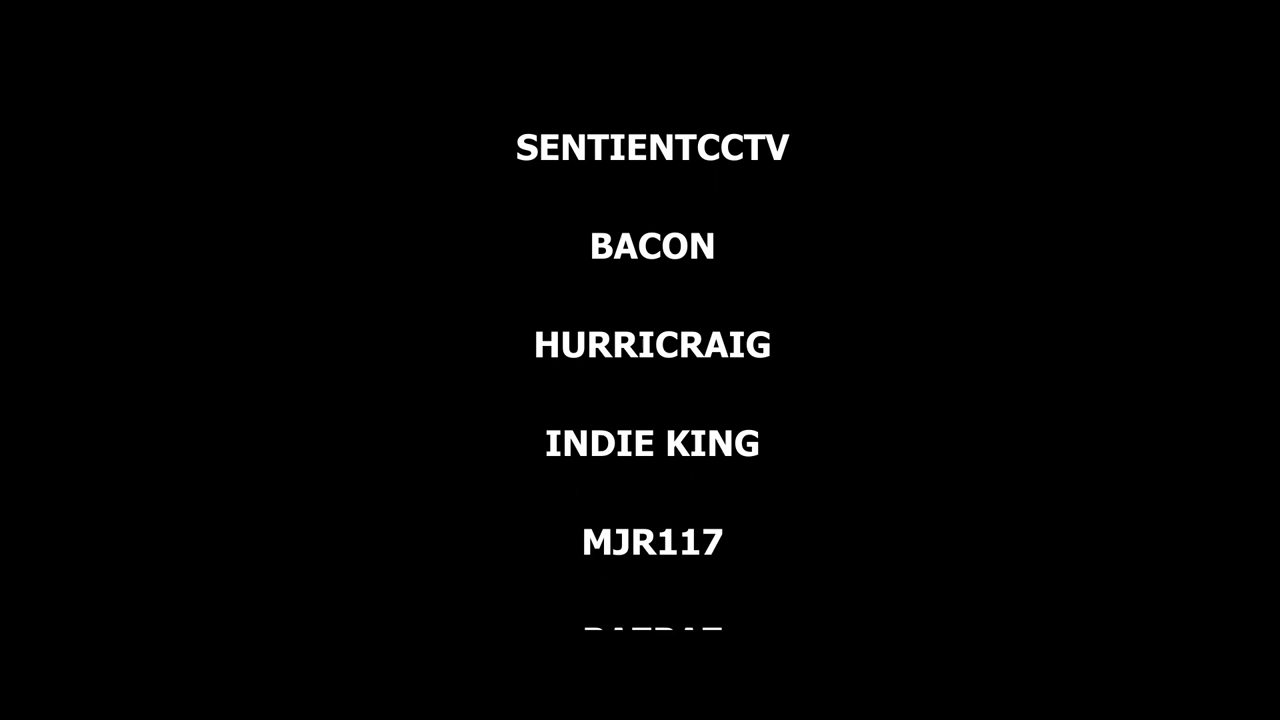 SENTIENTCCTV
BACON
HURRICRAIG
INDIE KING
MJR117